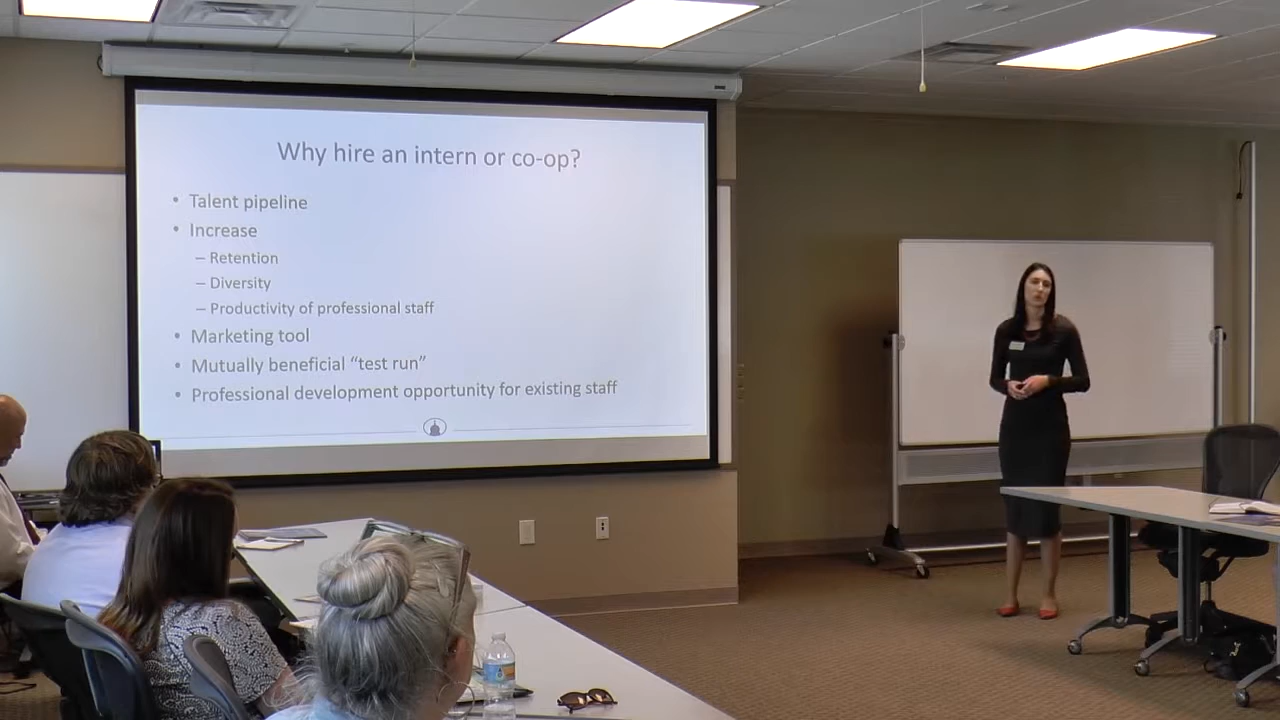 Why hire an intern or co-op?
• Talent pipeline
• Increase
– Retention
– Diversity
– Productivity of professional staff
• Marketing tool
• Mutually beneficial “test run”
• Professional development opportunity for existing staff